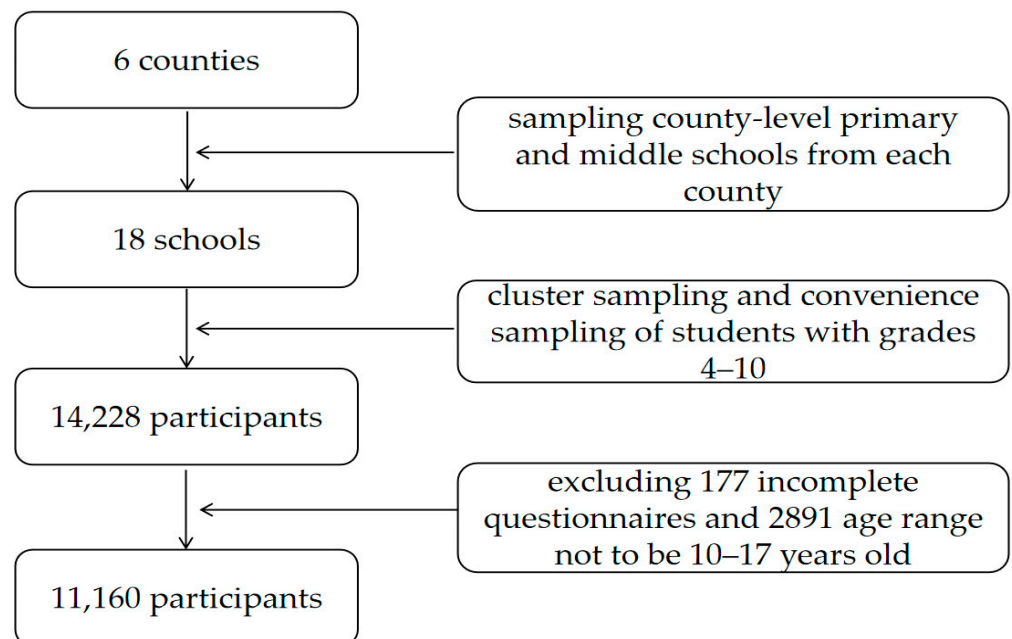 6 counties
sampling county-level primary
and middle schools from each
county
18 schools
cluster sampling and convenience
sampling of students with grades
4–10
14,228 participants
excluding 177 incomplete
questionnaires and 2891 age range
not to be 10–17 years old
11,160 participants